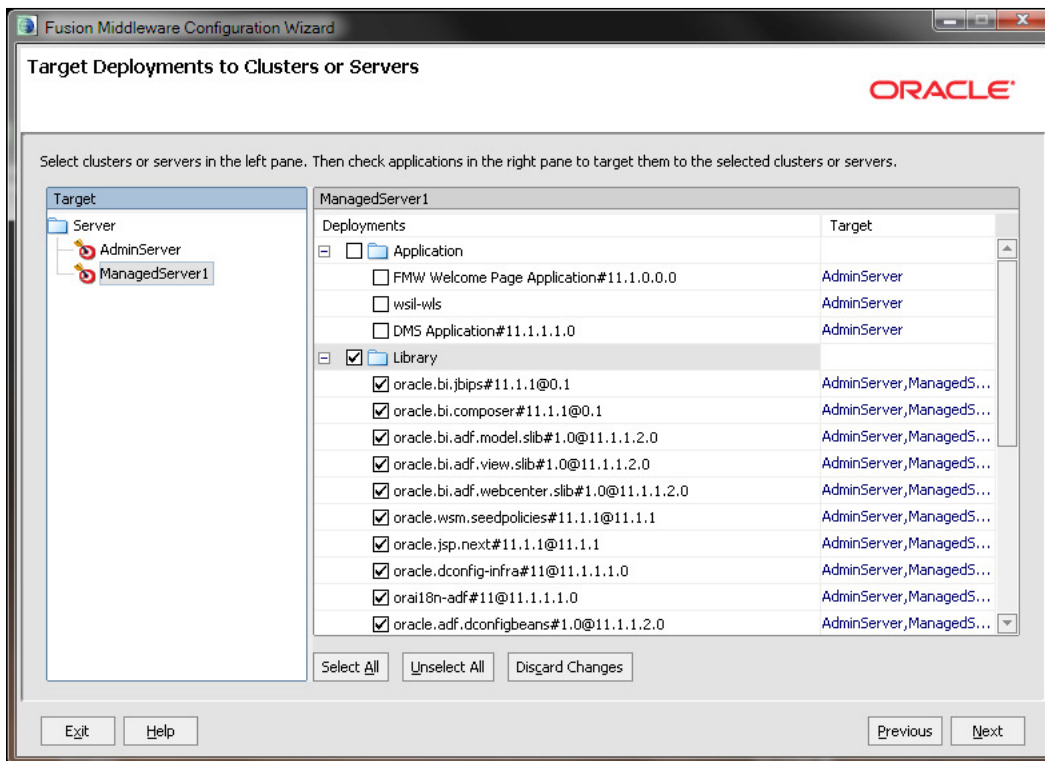 Fusion Middleware Configuration Wizard
Target Deployments to Clusters or Servers
ORACLE
Select clusters or servers in the left pane. Then check applications in the right pane to target them to the selected clusters or servers.
Target
Server
AdminServer
ManagedServer1
ManagedServer1
Deployments Target
Application
FMW Welcome Page Application#11.1.0.0.0 AdminServer
wsil-wls AdminServer
DMS Application#11.1.1.1.0 AdminServer
Library
oracle.bi.jbips#11.1.1@0.1 AdminServer,ManagedS...
oracle.bi.composer#11.1.1@0.1 AdminServer,ManagedS...
oracle.bi.adf.model.slib#1.0@11.1.1.2.0 AdminServer,ManagedS...
oracle.bi.adf.view.slib#1.0@11.1.1.2.0 AdminServer,ManagedS...
oracle.bi.adf.webcenter.slib#1.0@11.1.1.2.0 AdminServer,ManagedS...
oracle.wsm.seedpolicies#11.1.1@11.1.1 AdminServer,ManagedS...
oracle.jsp.next#11.1.1@11.1.1 AdminServer,ManagedS...
oracle.dconfig-infra#11@11.1.1.1.0 AdminServer,ManagedS...
orai18n-adf#11@11.1.1.1.0 AdminServer,ManagedS...
oracle.adf.dconfigbeans#1.0@11.1.1.2.0 AdminServer,ManagedS...
Select All Unselect All Discard Changes
Exit Help Previous Next